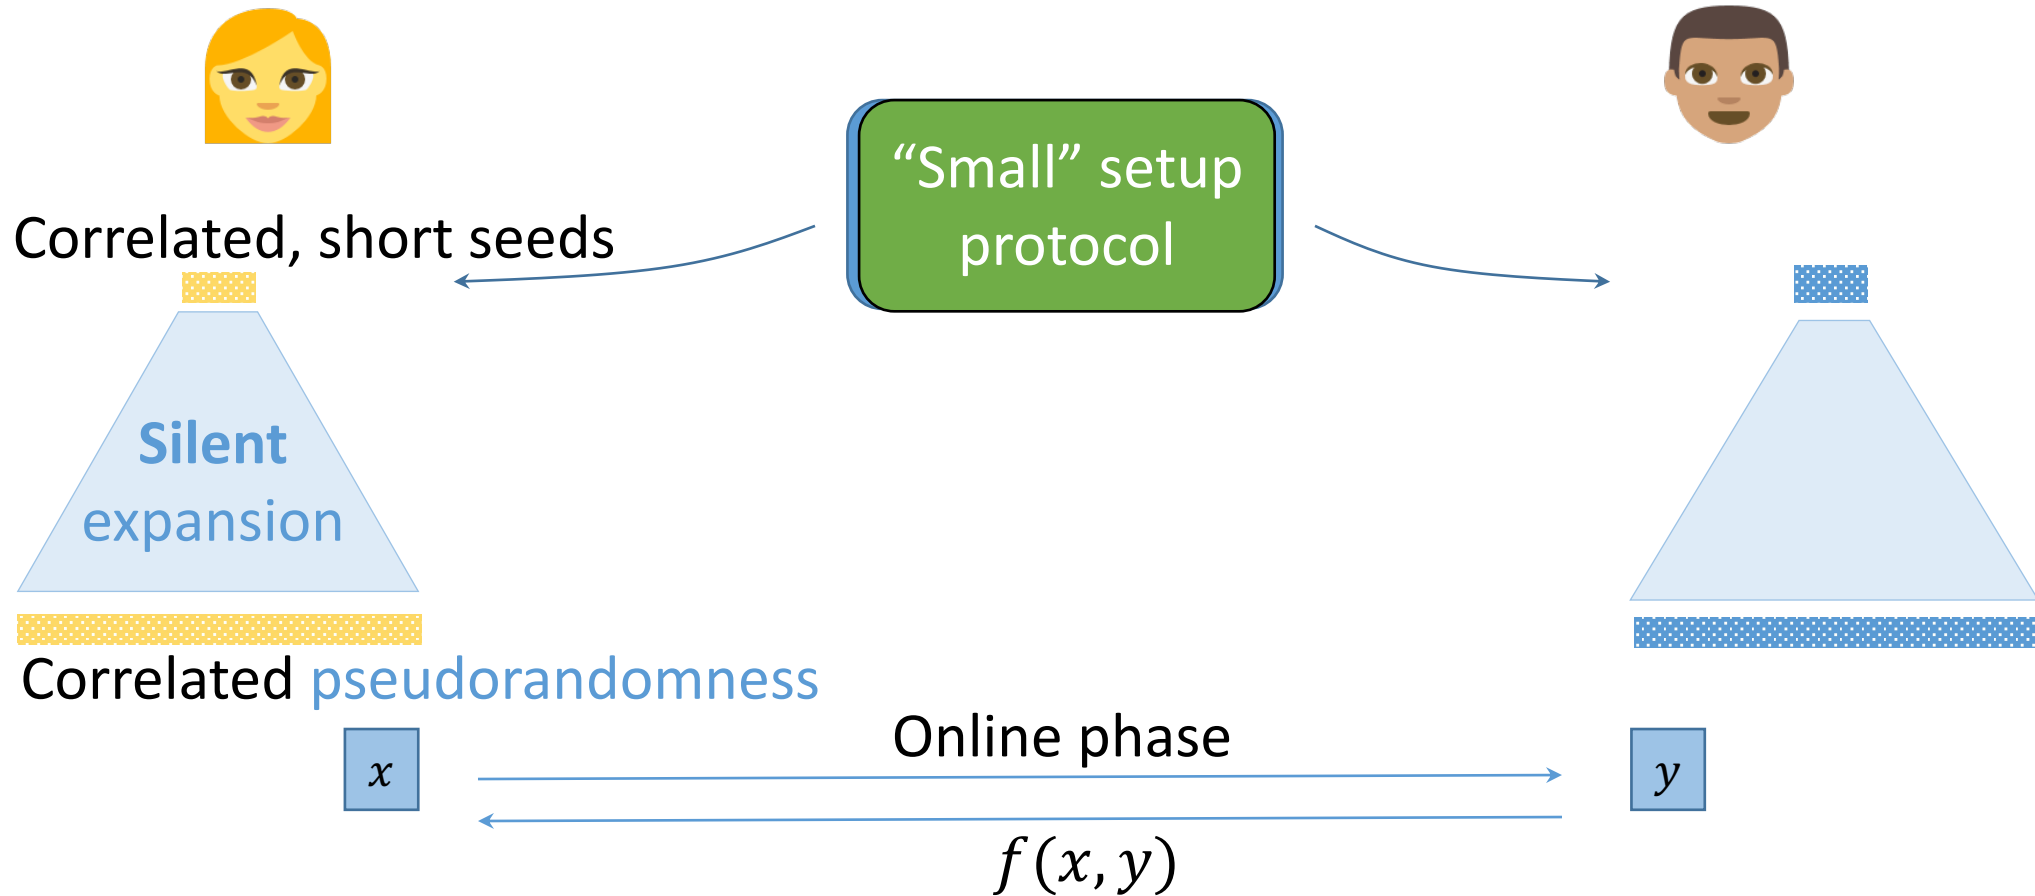 “Small” setup
protocol
Correlated, short seeds
Silent
expansion
Correlated pseudorandomness
Online phase
x
y
f(x, y)